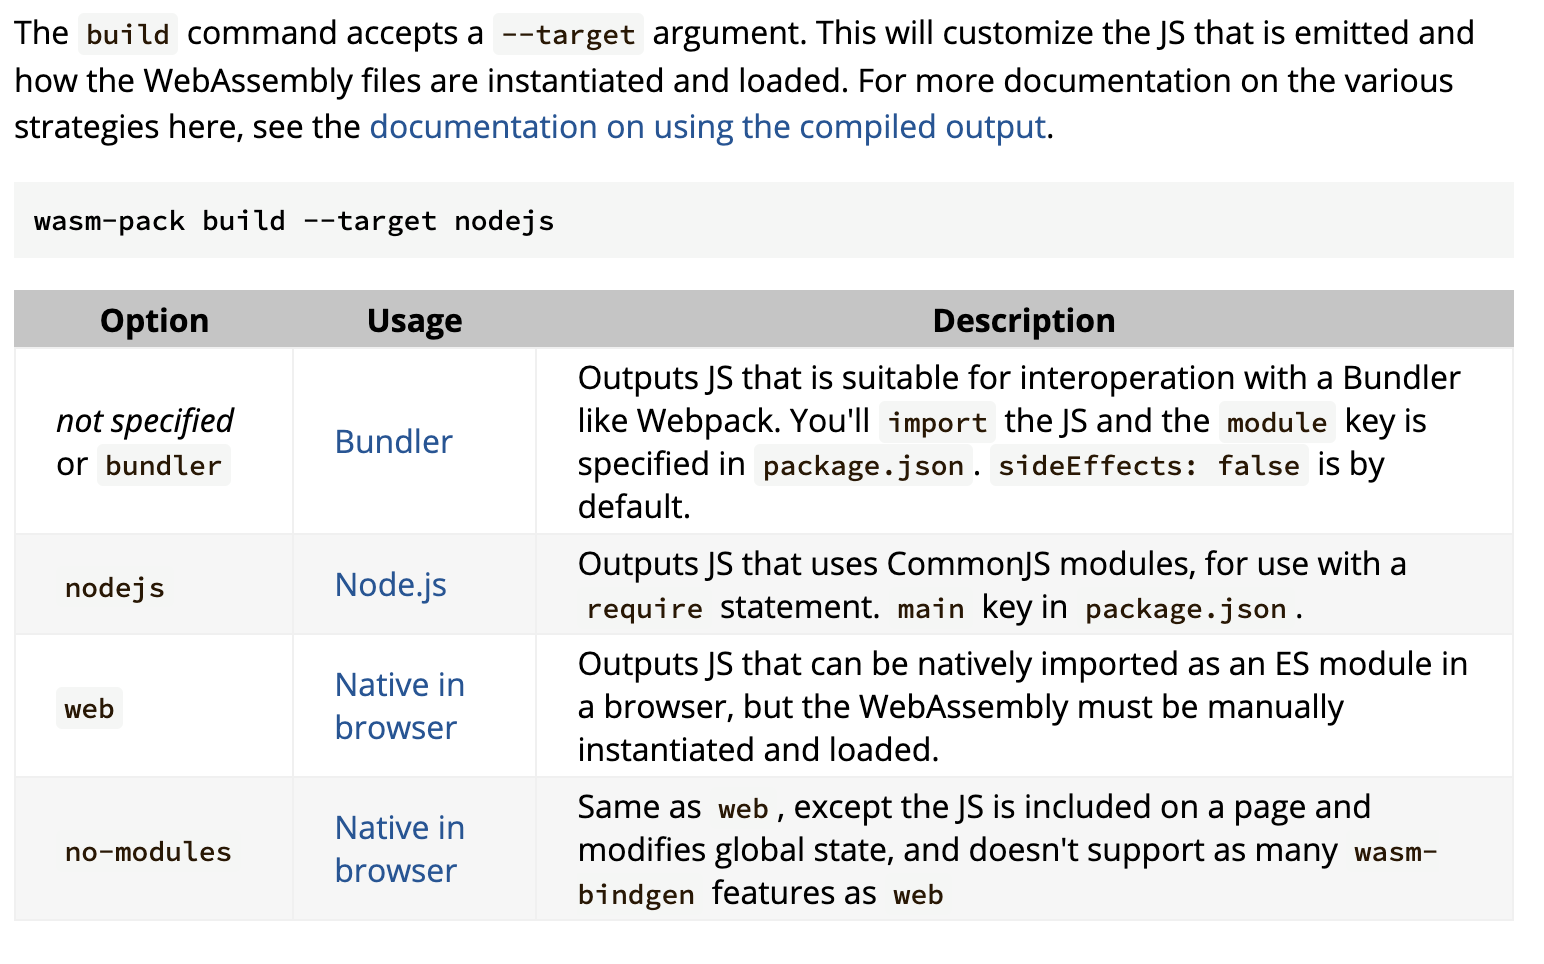 The build command accepts a --target argument. This will customize the JS that is emitted and
how the WebAssembly files are instantiated and loaded. For more documentation on the various
strategies here, see the documentation on using the compiled output.
wasm-pack build --target nodejs
Option Usage Description
not specified
or bundler
Bundler
Outputs JS that is suitable for interoperation with a Bundler
like Webpack. You'll import the JS and the module key is
specified in package.json. sideEffects: false is by
default.
nodejs
Node.js
Outputs JS that uses CommonJS modules, for use with a
require statement. main key in package.json.
web
Native in
browser
Outputs JS that can be natively imported as an ES module in
a browser, but the WebAssembly must be manually
instantiated and loaded.
no-modules
Native in
browser
Same as web, except the JS is included on a page and
modifies global state, and doesn't support as many wasm-
bindgen features as web